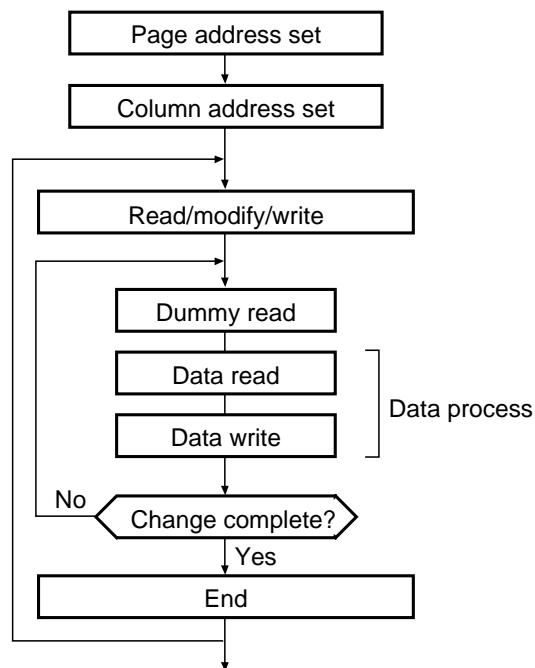 Page address set
Column address set
Read/modify/write
Dummy read
Data read
Data process
Data write
No
Change complete?
Yes
End